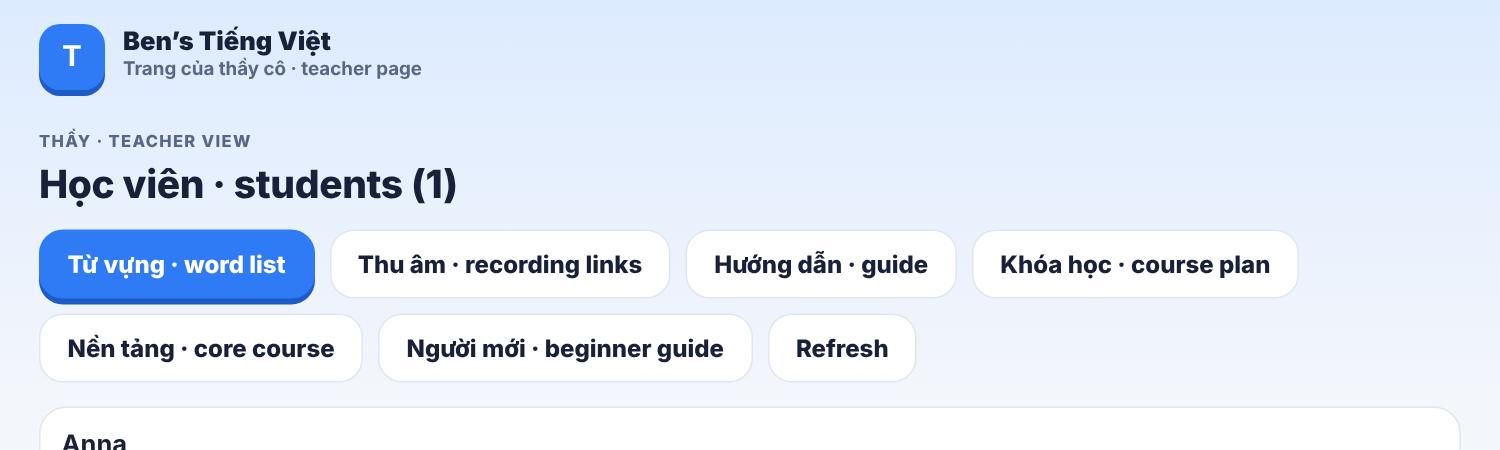 T
Ben’s Tiếng Việt
Trang của thầy cô · teacher page
THẦY · TEACHER VIEW
Học viên · students (1)
Từ vựng · word list
Thu âm · recording links
Hướng dẫn · guide
Khóa học · course plan
Nền tảng · core course
Người mới · beginner guide
Refresh
Anna